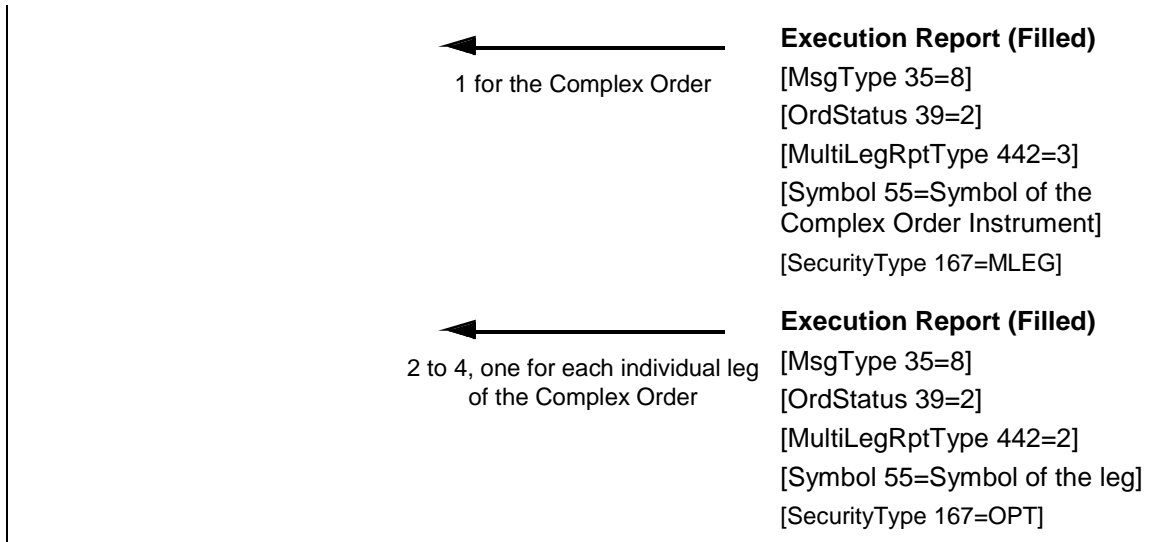 Execution Report (Filled)
1 for the Complex Order
[MsgType 35=8]
[OrdStatus 39=2]
[MultiLegRptType 442=3]
[Symbol 55=Symbol of the
Complex Order Instrument]
[SecurityType 167=MLEG]
Execution Report (Filled)
2 to 4, one for each individual leg
of the Complex Order
[MsgType 35=8]
[OrdStatus 39=2]
[MultiLegRptType 442=2]
[Symbol 55=Symbol of the leg]
[SecurityType 167=OPT]